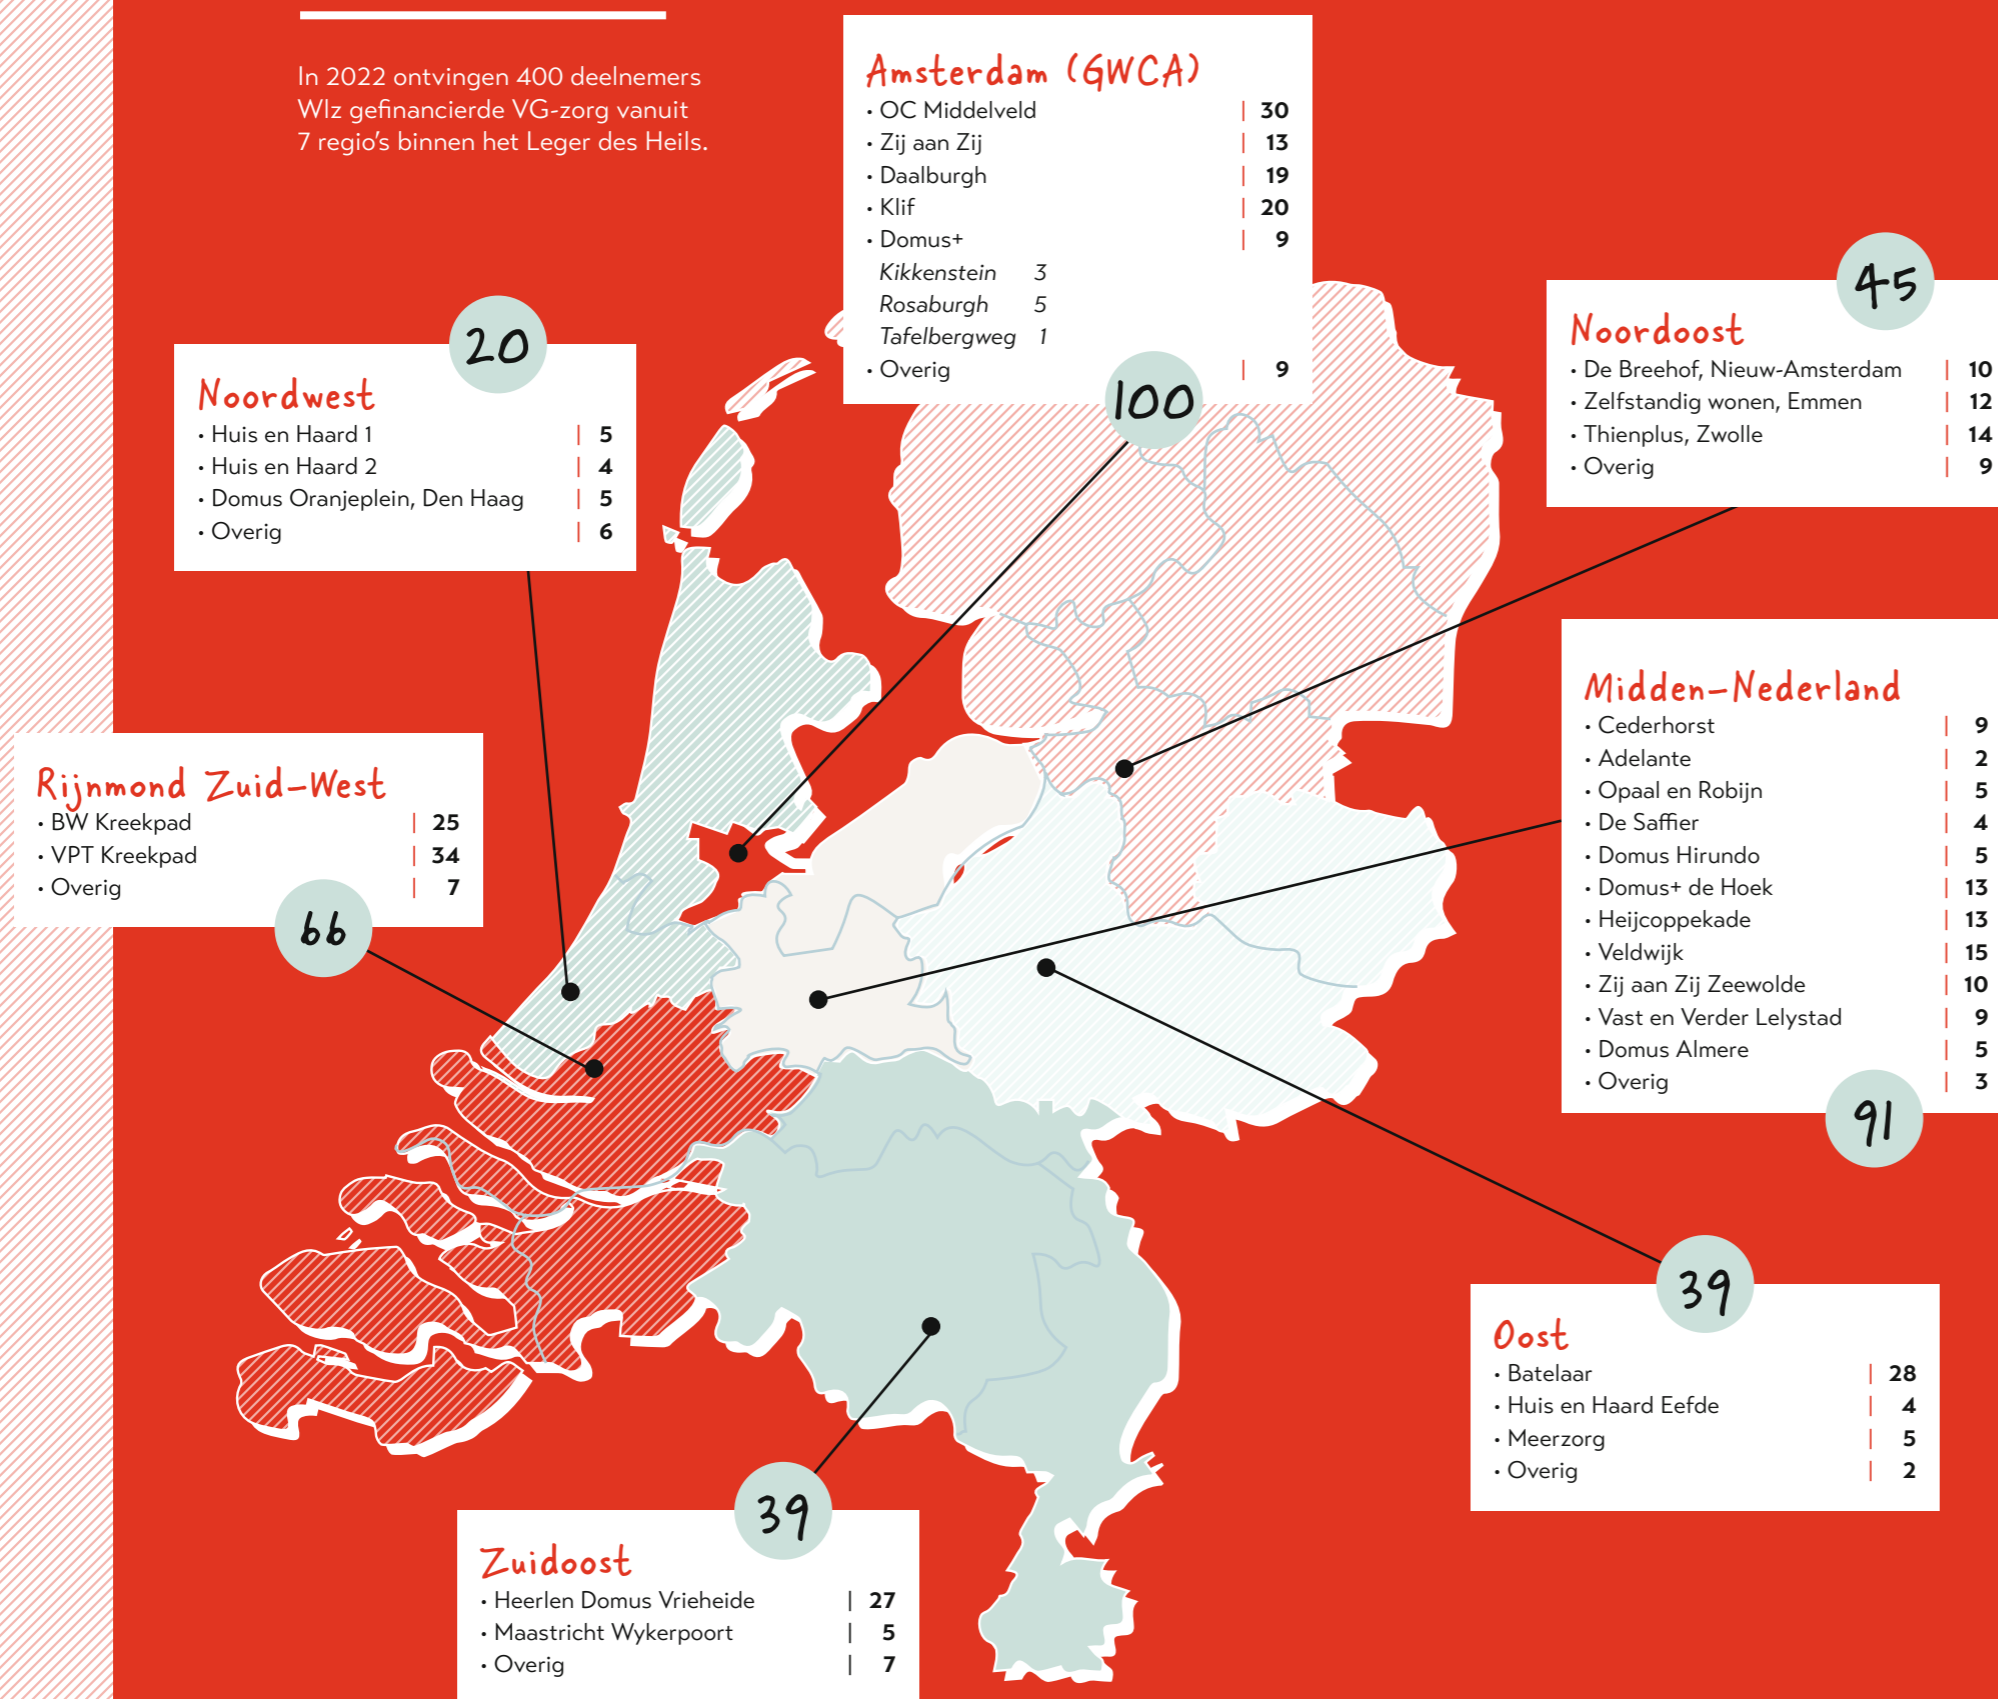 In 2022 ontvingen 400 deelnemers
Wlz gefinancierde VG-zorg vanuit
7 regio's binnen het Leger des Heils.
Amsterdam (GWCA)
• OC Middelveld | 30
• Zij aan Zij | 13
• Daalburgh | 19
• Klif | 20
• Domus+ | 9
Kikkenstein 3
Rosaburgh 5
Tafelbergweg 1
• Overig | 9
100
45
Noordoost
• De Breehof, Nieuw-Amsterdam | 10
• Zelfstandig wonen, Emmen | 12
• Thienplus, Zwolle | 14
• Overig | 9
20
Noordwest
• Huis en Haard 1 | 5
• Huis en Haard 2 | 4
• Domus Oranjeplein, Den Haag | 5
• Overig | 6
Midden-Nederland
• Cederhorst | 9
• Adelante | 2
• Opaal en Robijn | 5
• De Saffier | 4
• Domus Hirundo | 5
• Domus+ de Hoek | 13
• Heijcoppekade | 13
• Veldwijk | 15
• Zij aan Zij Zeewolde | 10
• Vast en Verder Lelystad | 9
• Domus Almere | 5
• Overig | 3
91
Rijnmond Zuid-West
• BW Kreekpad | 25
• VPT Kreekpad | 34
• Overig | 7
66
39
Oost
• Batelaar | 28
• Huis en Haard Eefde | 4
• Meerzorg | 5
• Overig | 2
39
Zuidoost
• Heerlen Domus Vrieheide | 27
• Maastricht Wykerpoort | 5
• Overig | 7